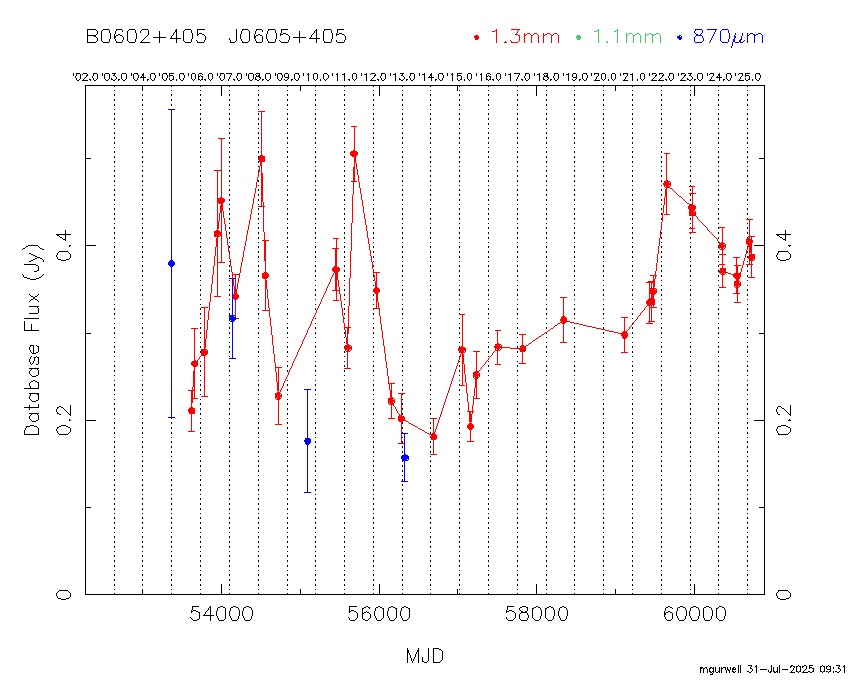 B0602+405 J0605+405 1.3mm 1.1mm 870μm
'02.0 '03.0 '04.0 '05.0 '06.0 '07.0 '08.0 '09.0 '10.0 '11.0 '12.0 '13.0 '14.0 '15.0 '16.0 '17.0 '18.0 '19.0 '20.0 '21.0 '22.0 '23.0 '24.0 '25.0
0.4 0.4
Database Flux (Jy)
0.2 0.2
0 0
54000 56000 58000 60000
MJD
mgurwell 31-Jul-2025 09:31